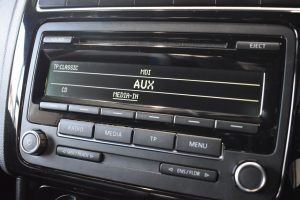 EJECT
TP:CLASSIC
MDI
AUX
CD
MEDIA-IN
RADIO
MEDIA
TP
MENU